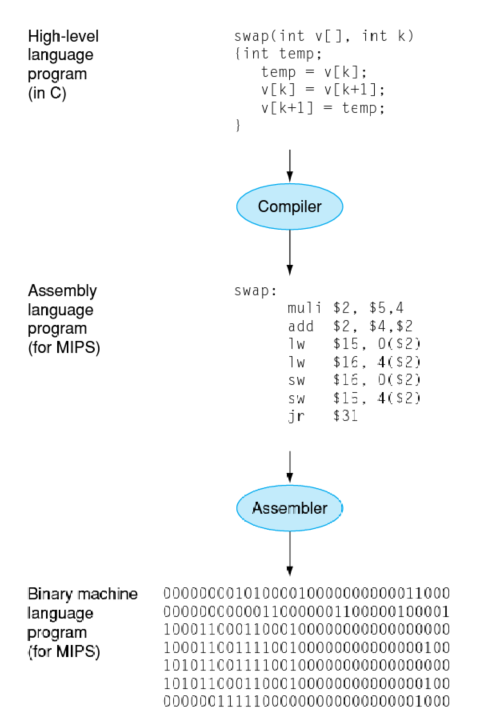 High-level
language
program
(in C)
swap(int v[], int k)
{int temp;
temp = v[k];
v[k] = v[k+1];
v[k+1] = temp;
}
Compiler
Assembly
language
program
(for MIPS)
swap:
muli $2, $5,4
add $2, $4,$2
lw $15, 0($2)
lw $16, 4($2)
sw $16, 0($2)
sw $15, 4($2)
jr $31
Assembler
Binary machine
language
program
(for MIPS)
00000000101000010000000000011000
00000000000110000001100000100001
10001100011000100000000000000000
10001100111100100000000000000100
10101100111100100000000000000000
10101100011000100000000000000100
00000011111000000000000000001000